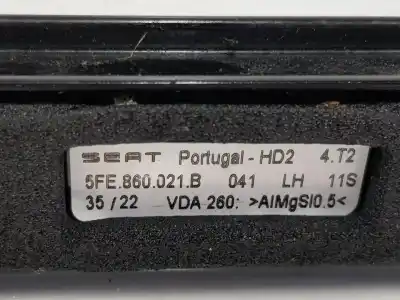 SEAT Portugal - HD2 4.T2
5FE.860.021.B 041 LH 11S
35 / 22 VDA 260: >AlMgSI0.5<